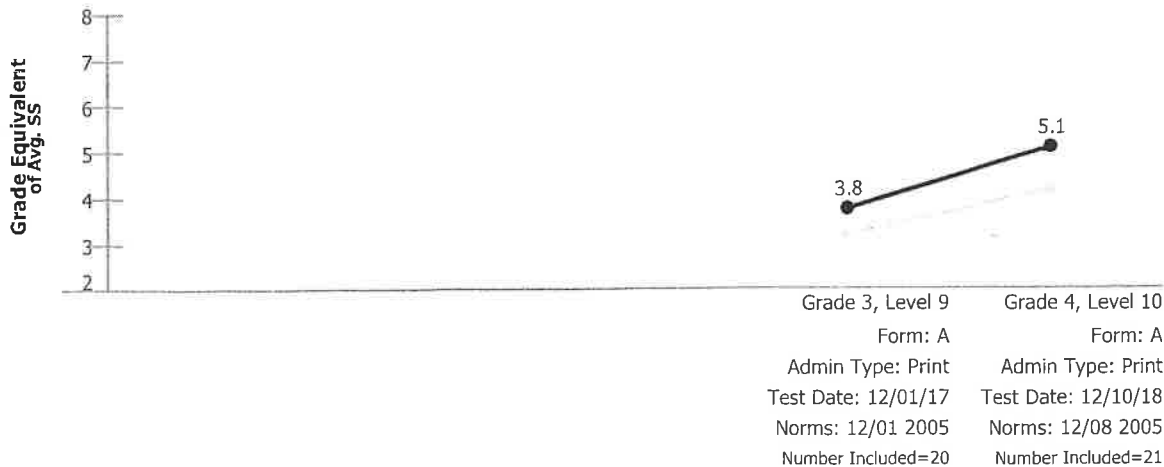 Grade Equivalent
of Avg. SS
8
7
6
5
4
3
2
3.8
5.1
Grade 3, Level 9
Form: A
Admin Type: Print
Test Date: 12/01/17
Norms: 12/01 2005
Number Included=20
Grade 4, Level 10
Form: A
Admin Type: Print
Test Date: 12/10/18
Norms: 12/08 2005
Number Included=21